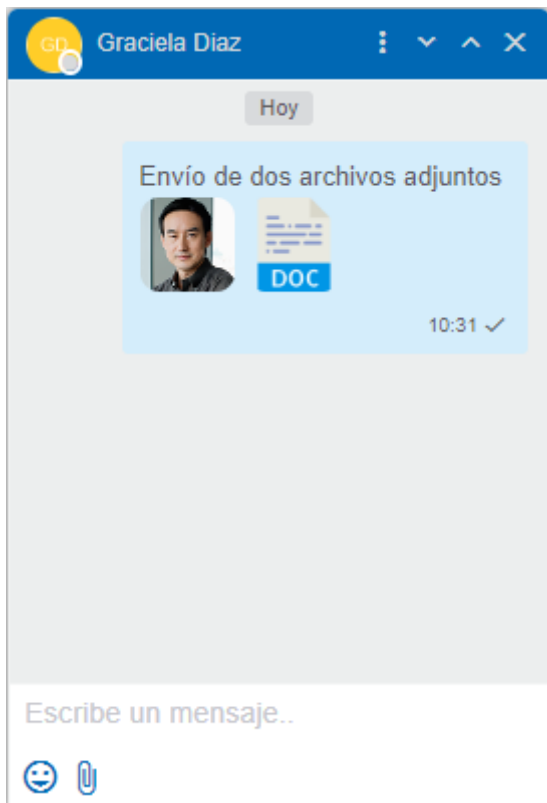 GD
Graciela Diaz
Hoy
Envío de dos archivos adjuntos
DOC
10:31
Escribe un mensaje..